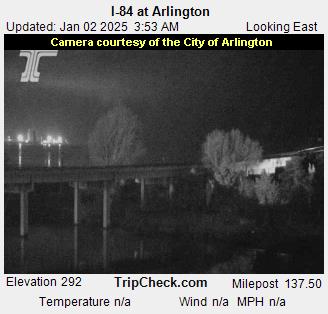 I-84 at Arlington
Updated: Jan 02 2025 3:53 AM Looking East
Camera courtesy of the City of Arlington
Elevation 292 TripCheck.com Milepost 137.50
Temperature n/a Wind n/a MPH n/a